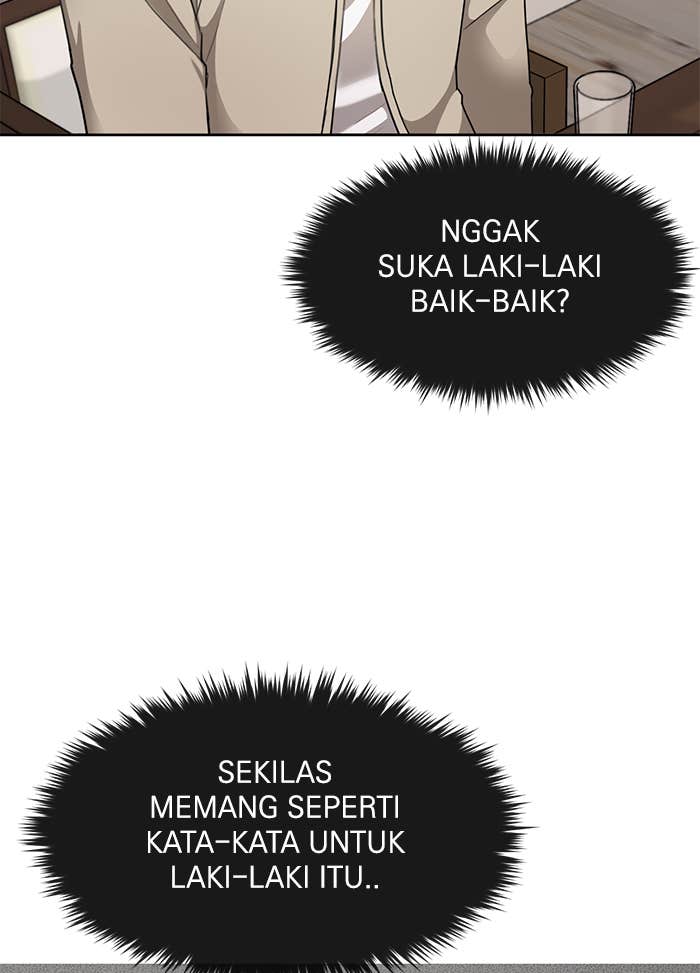 NGGAK
SUKA LAKI-LAKI
BAIK-BAIK?
SEKILAS
MEMANG SEPERTI
KATA-KATA UNTUK
LAKI-LAKI ITU..